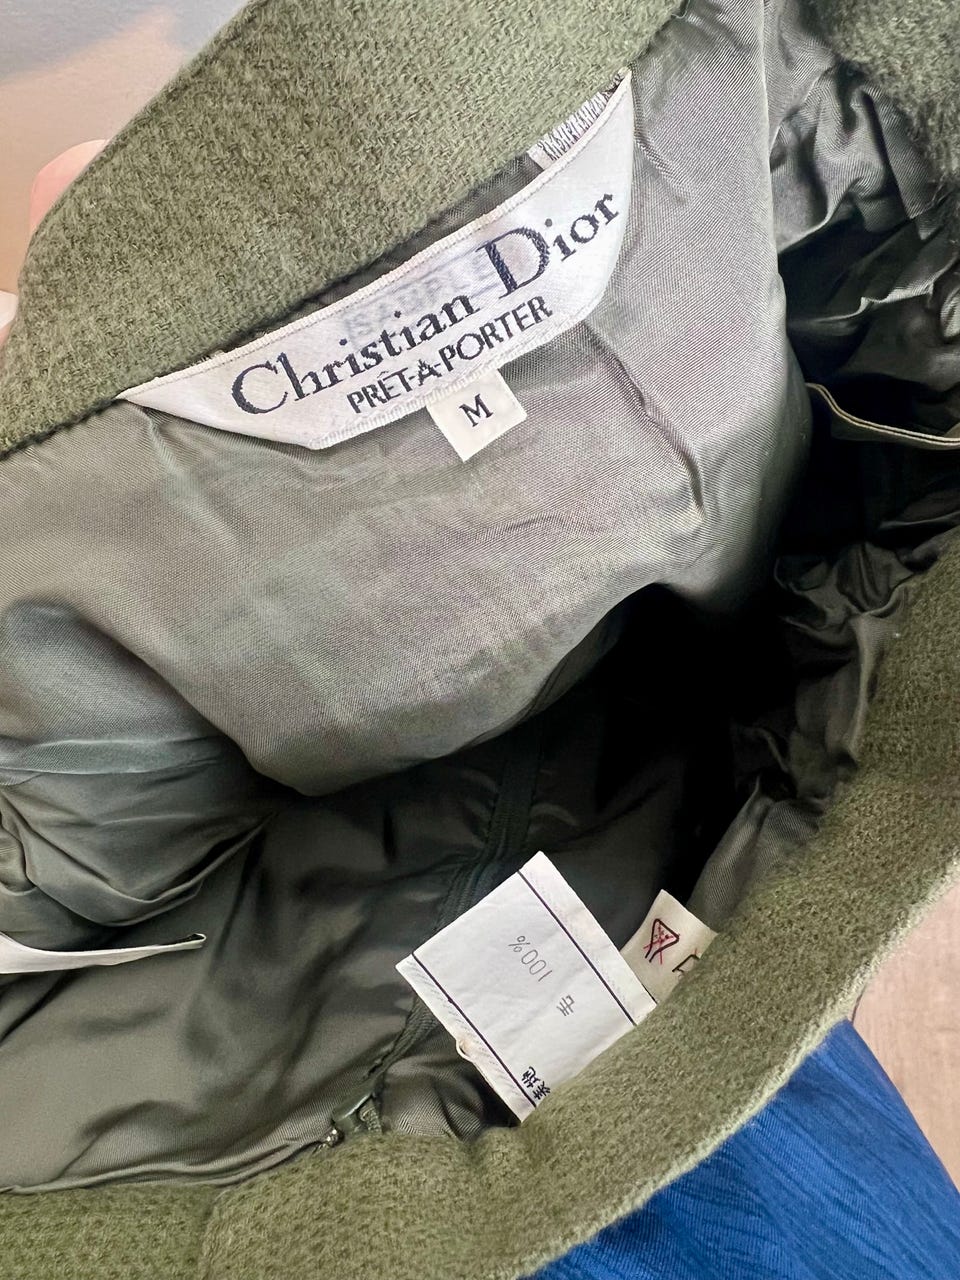 Christian Dior
PRÊT-À-PORTER
M
毛 100%